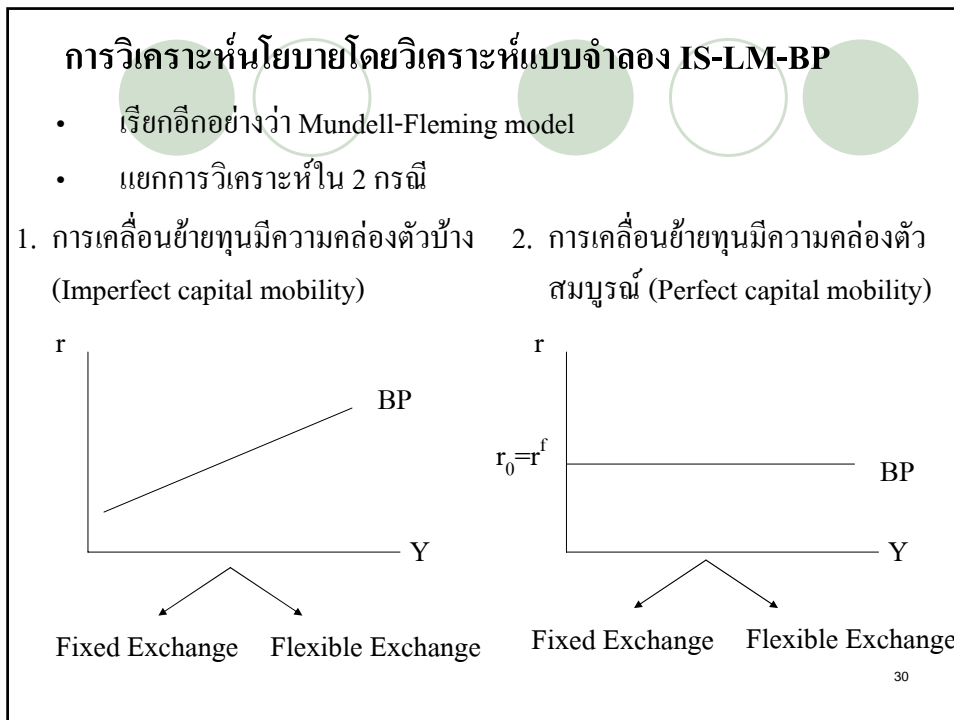 การวิเคราะห์นโยบายโดยวิเคราะห์แบบจำลอง IS-LM-BP
• เรียกอีกอย่างว่า Mundell-Fleming model
• แยกการวิเคราะห์ใน 2 กรณี
1. การเคลื่อนย้ายทุนมีความคล่องตัวบ้าง
(Imperfect capital mobility)
2. การเคลื่อนย้ายทุนมีความคล่องตัว
สมบูรณ์ (Perfect capital mobility)
r
BP
Y
Fixed Exchange Flexible Exchange
r
r₀=rᶠ
BP
Y
Fixed Exchange Flexible Exchange
30